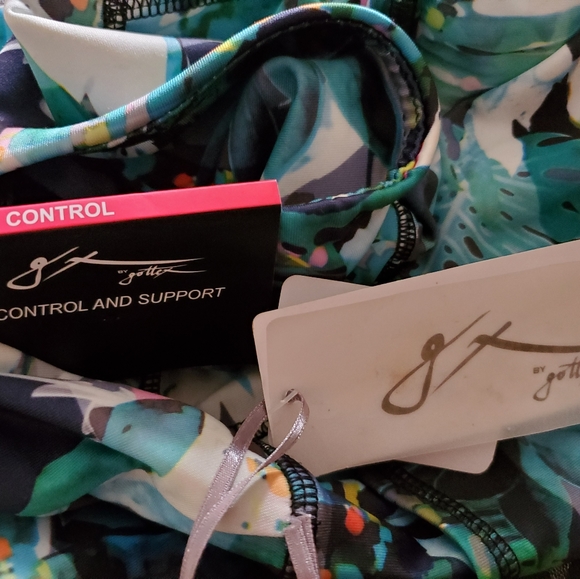 CONTROL
gx
BY gottex
CONTROL AND SUPPORT
gx
BY gottex